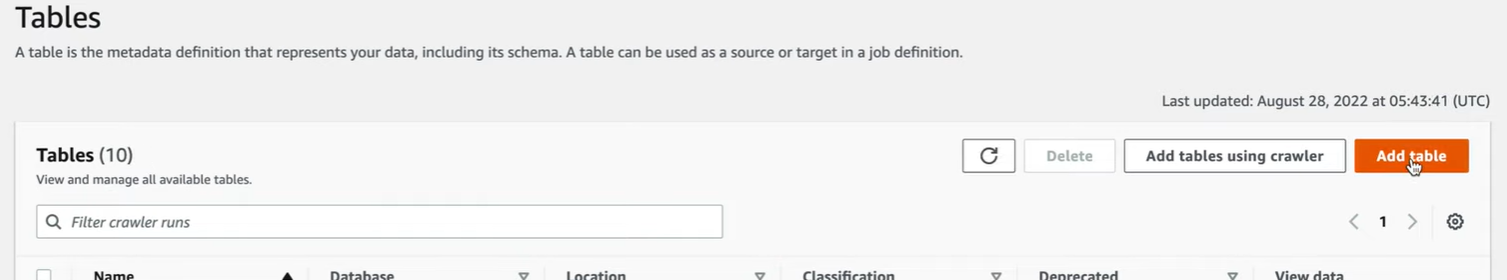 Tables
A table is the metadata definition that represents your data, including its schema. A table can be used as a source or target in a job definition.
Last updated: August 28, 2022 at 05:43:41 (UTC)
Tables (10)
Delete
Add tables using crawler
Add table
View and manage all available tables.
Filter crawler runs
1
Name
Database
Location
Classification
Deprecated
View data